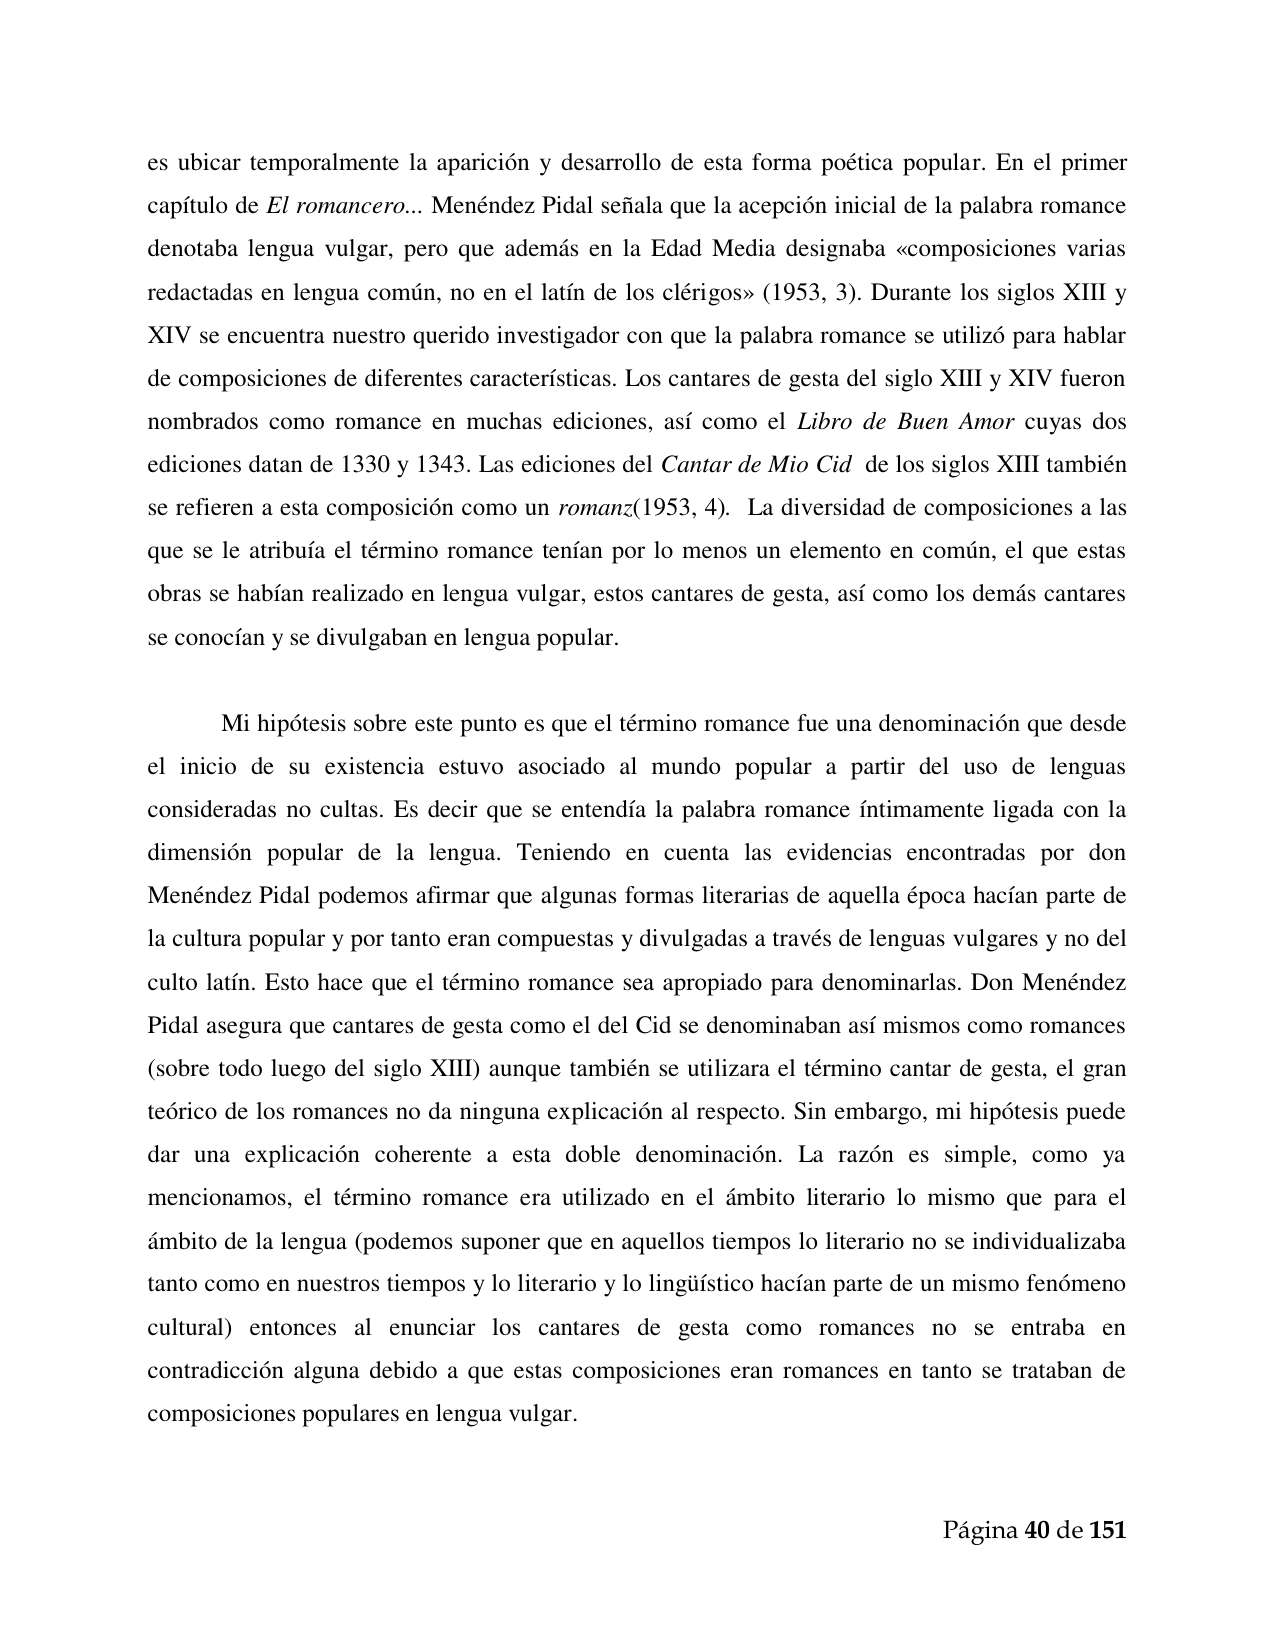 es ubicar temporalmente la aparición y desarrollo de esta forma poética popular. En el primer
capítulo de El romancero... Menéndez Pidal señala que la acepción inicial de la palabra romance
denotaba lengua vulgar, pero que además en la Edad Media designaba «composiciones varias
redactadas en lengua común, no en el latín de los clérigos» (1953, 3). Durante los siglos XIII y
XIV se encuentra nuestro querido investigador con que la palabra romance se utilizó para hablar
de composiciones de diferentes características. Los cantares de gesta del siglo XIII y XIV fueron
nombrados como romance en muchas ediciones, así como el Libro de Buen Amor cuyas dos
ediciones datan de 1330 y 1343. Las ediciones del Cantar de Mio Cid  de los siglos XIII también
se refieren a esta composición como un romanz(1953, 4).  La diversidad de composiciones a las
que se le atribuía el término romance tenían por lo menos un elemento en común, el que estas
obras se habían realizado en lengua vulgar, estos cantares de gesta, así como los demás cantares
se conocían y se divulgaban en lengua popular.
Mi hipótesis sobre este punto es que el término romance fue una denominación que desde
el inicio de su existencia estuvo asociado al mundo popular a partir del uso de lenguas
consideradas no cultas. Es decir que se entendía la palabra romance íntimamente ligada con la
dimensión popular de la lengua. Teniendo en cuenta las evidencias encontradas por don
Menéndez Pidal podemos afirmar que algunas formas literarias de aquella época hacían parte de
la cultura popular y por tanto eran compuestas y divulgadas a través de lenguas vulgares y no del
culto latín. Esto hace que el término romance sea apropiado para denominarlas. Don Menéndez
Pidal asegura que cantares de gesta como el del Cid se denominaban así mismos como romances
(sobre todo luego del siglo XIII) aunque también se utilizara el término cantar de gesta, el gran
teórico de los romances no da ninguna explicación al respecto. Sin embargo, mi hipótesis puede
dar una explicación coherente a esta doble denominación. La razón es simple, como ya
mencionamos, el término romance era utilizado en el ámbito literario lo mismo que para el
ámbito de la lengua (podemos suponer que en aquellos tiempos lo literario no se individualizaba
tanto como en nuestros tiempos y lo literario y lo lingüístico hacían parte de un mismo fenómeno
cultural) entonces al enunciar los cantares de gesta como romances no se entraba en
contradicción alguna debido a que estas composiciones eran romances en tanto se trataban de
composiciones populares en lengua vulgar.
Página 40 de 151